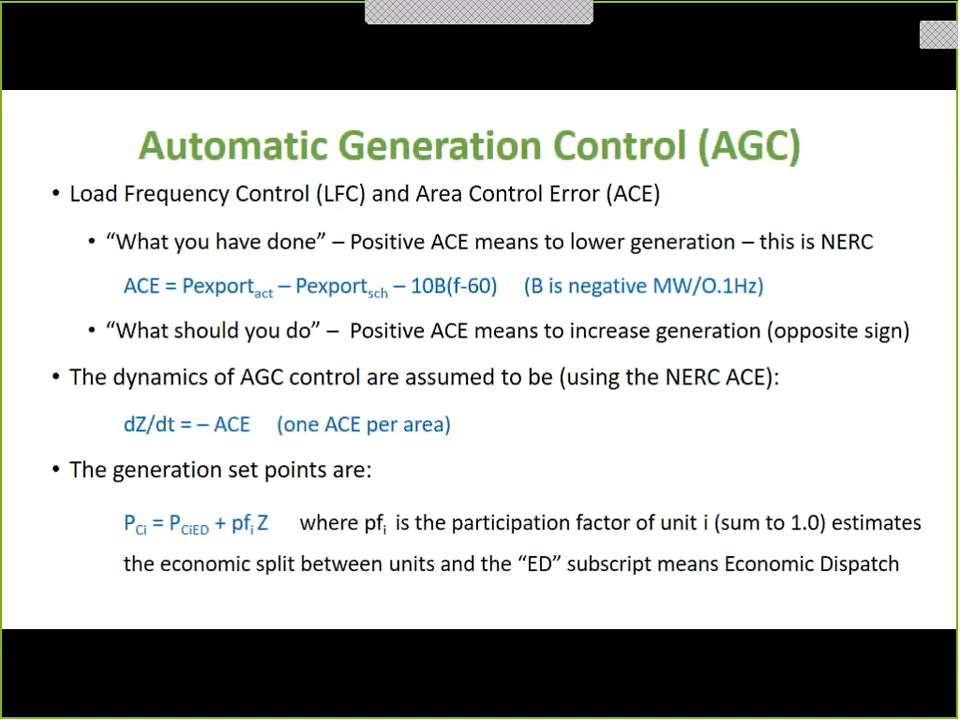 Automatic Generation Control (AGC)
• Load Frequency Control (LFC) and Area Control Error (ACE)
• “What you have done” – Positive ACE means to lower generation – this is NERC
ACE = Pexport_act – Pexport_sch – 10B(f-60) (B is negative MW/O.1Hz)
• “What should you do” – Positive ACE means to increase generation (opposite sign)
• The dynamics of AGC control are assumed to be (using the NERC ACE):
dZ/dt = – ACE (one ACE per area)
• The generation set points are:
P_Ci = P_CiED + pf_i Z where pf_i is the participation factor of unit i (sum to 1.0) estimates
the economic split between units and the “ED” subscript means Economic Dispatch